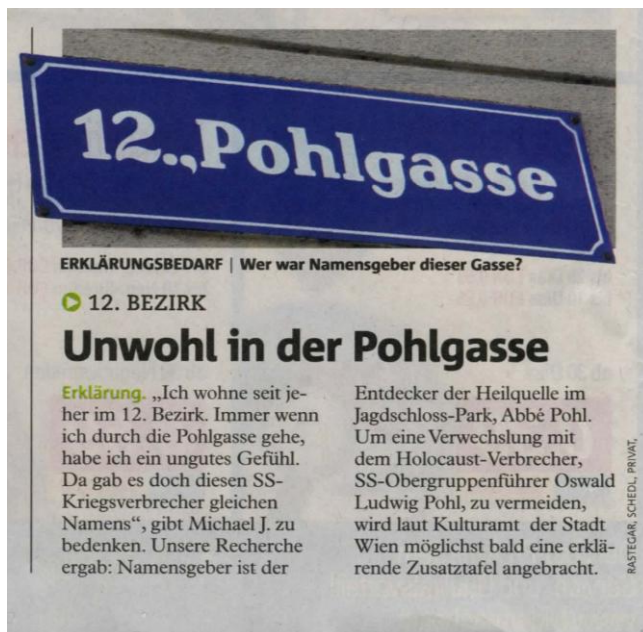 12.,Pohlgasse
ERKLÄRUNGSBEDARF | Wer war Namensgeber dieser Gasse?
12. BEZIRK
Unwohl in der Pohlgasse
Erklärung. „Ich wohne seit je-
her im 12. Bezirk. Immer wenn
ich durch die Pohlgasse gehe,
habe ich ein ungutes Gefühl.
Da gab es doch diesen SS-
Kriegsverbrecher gleichen
Namens“, gibt Michael J. zu
bedenken. Unsere Recherche
ergab: Namensgeber ist der
Entdecker der Heilquelle im
Jagdschloss-Park, Abbé Pohl.
Um eine Verwechslung mit
dem Holocaust-Verbrecher,
SS-Obergruppenführer Oswald
Ludwig Pohl, zu vermeiden,
wird laut Kulturamt der Stadt
Wien möglichst bald eine erklä-
rende Zusatztafel angebracht.
RASTEGAR, SCHEDL, PRIVAT,